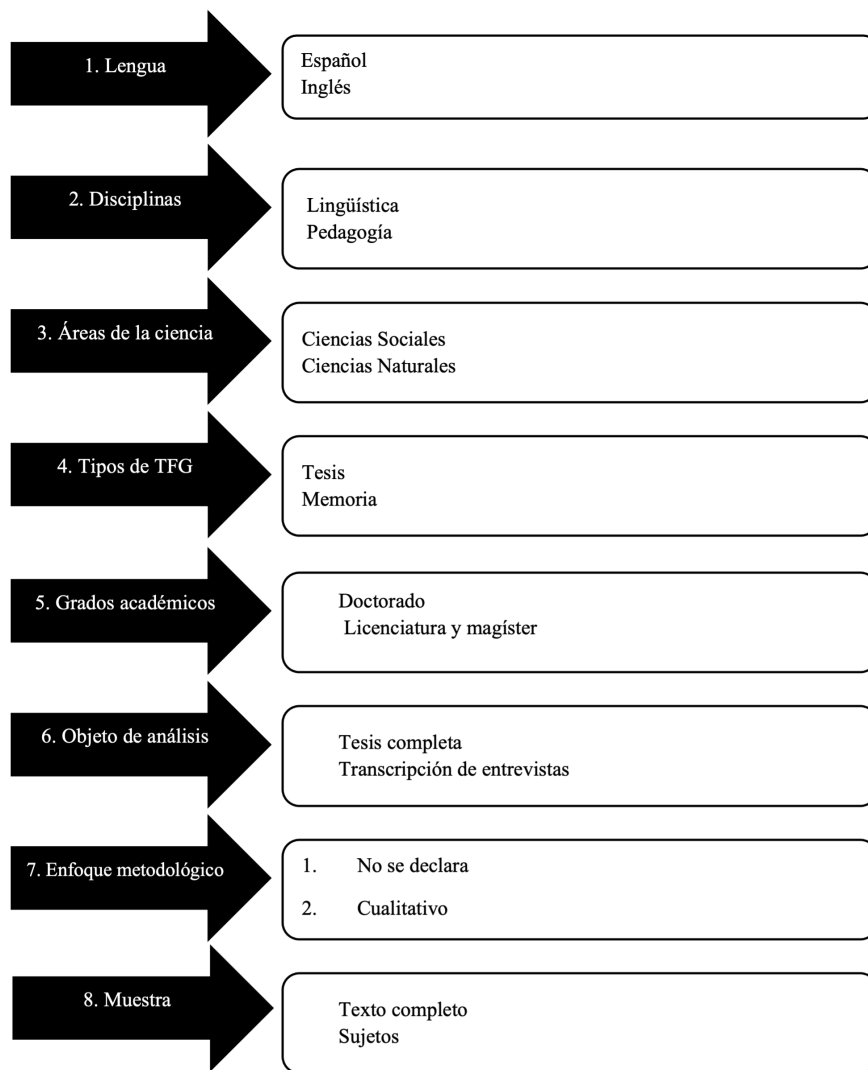 1. Lengua
Español
Inglés
2. Disciplinas
Lingüística
Pedagogía
3. Áreas de la ciencia
Ciencias Sociales
Ciencias Naturales
4. Tipos de TFG
Tesis
Memoria
5. Grados académicos
Doctorado
Licenciatura y magíster
6. Objeto de análisis
Tesis completa
Transcripción de entrevistas
7. Enfoque metodológico
1. No se declara
2. Cualitativo
8. Muestra
Texto completo
Sujetos